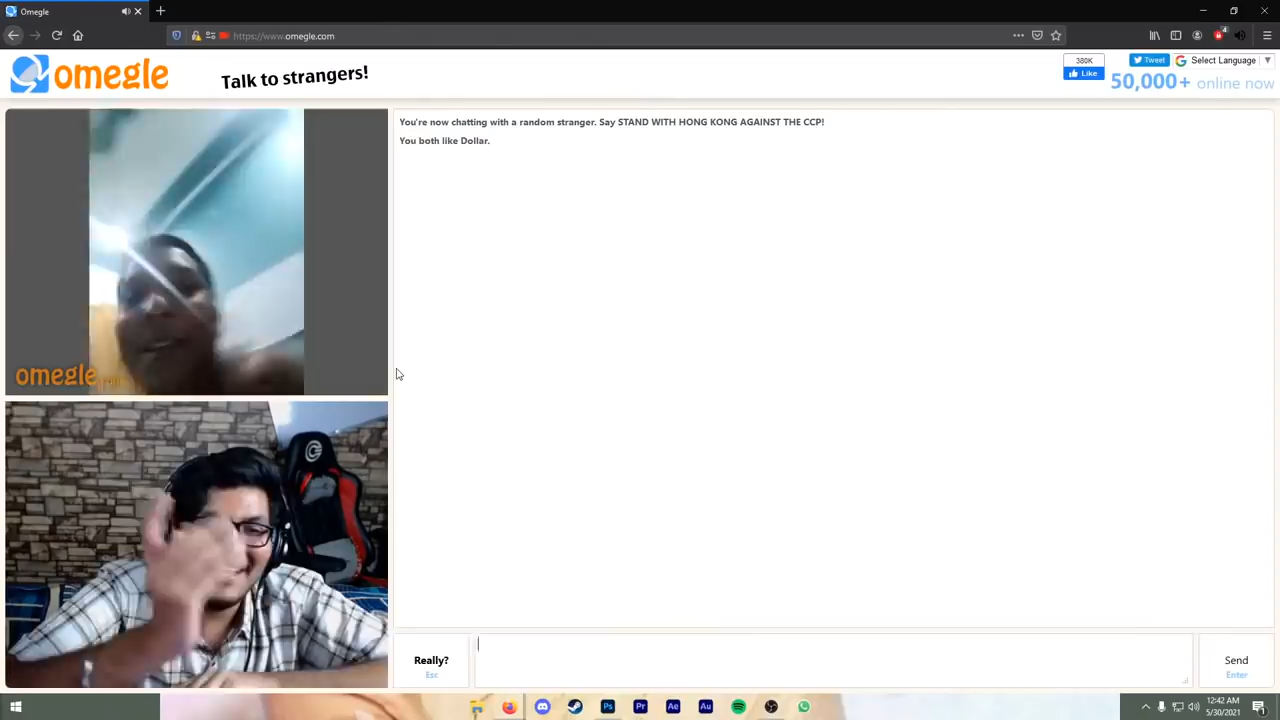 Omegle
https://www.omegle.com
omegle
Talk to strangers!
380K
Like
Tweet
Select Language
50,000+ online now
You're now chatting with a random stranger. Say STAND WITH HONG KONG AGAINST THE CCP!
You both like Dollar.
omegle
Really?
Esc
Send
Enter
12:42 AM
5/30/2021